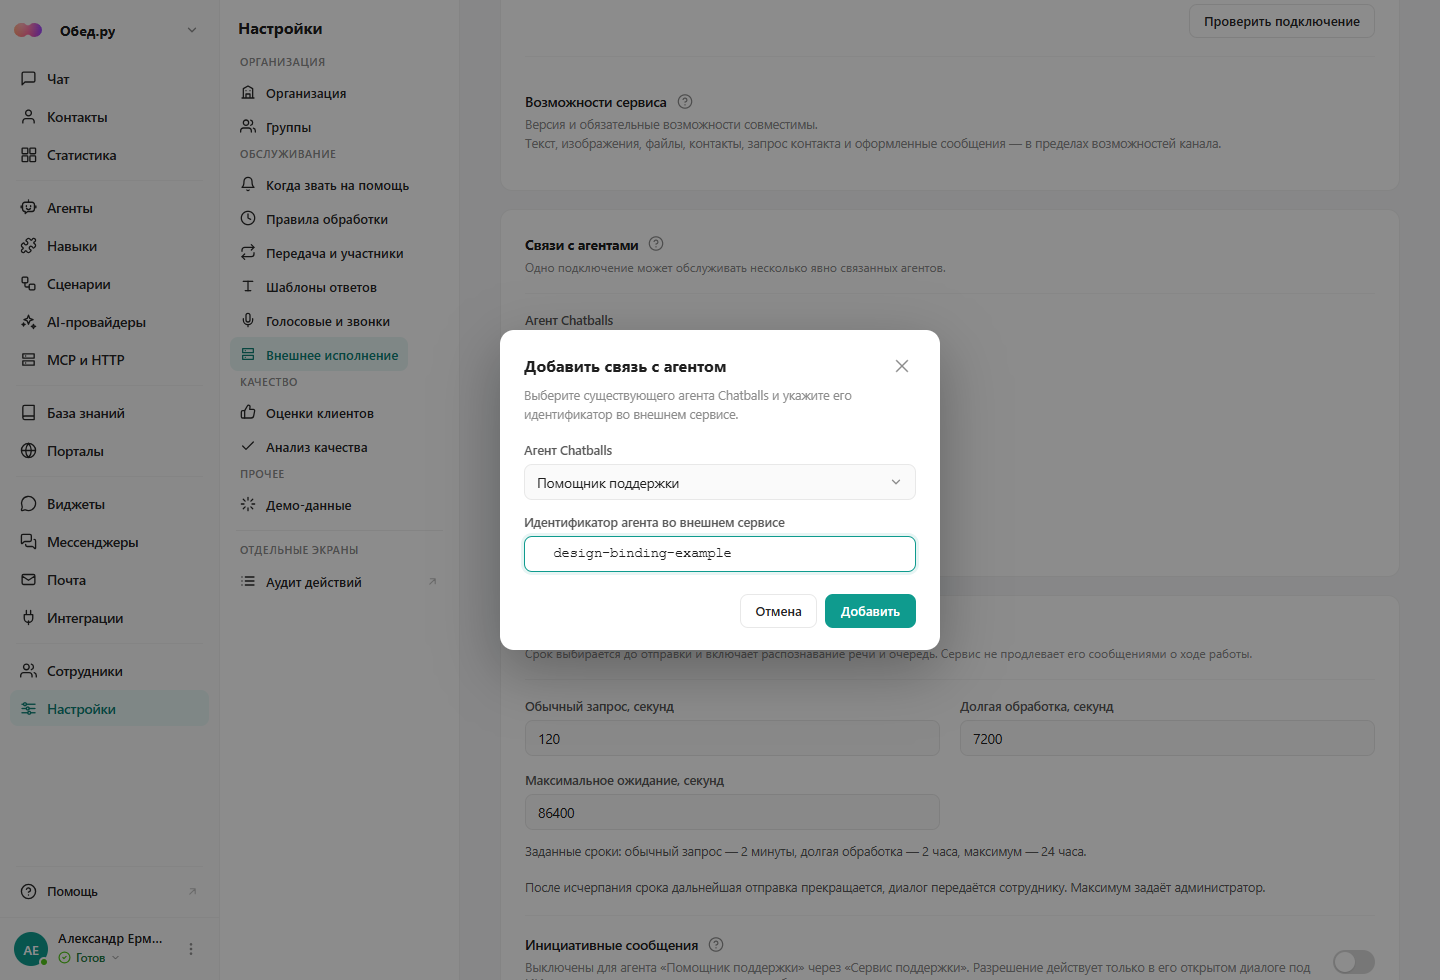 Обед.ру
Чат
Контакты
Статистика
Агенты
Навыки
Сценарии
AI-провайдеры
MCP и HTTP
База знаний
Порталы
Виджеты
Мессенджеры
Почта
Интеграции
Сотрудники
Настройки
Помощь
АЕ
Александр Ерм...
Готов
Настройки
ОРГАНИЗАЦИЯ
Организация
Группы
ОБСЛУЖИВАНИЕ
Когда звать на помощь
Правила обработки
Передача и участники
Шаблоны ответов
Голосовые и звонки
Внешнее исполнение
КАЧЕСТВО
Оценки клиентов
Анализ качества
ПРОЧЕЕ
Демо-данные
ОТДЕЛЬНЫЕ ЭКРАНЫ
Аудит действий
Проверить подключение
Возможности сервиса
Версия и обязательные возможности совместимы.
Текст, изображения, файлы, контакты, запрос контакта и оформленные сообщения — в пределах возможностей канала.
Связи с агентами
Одно подключение может обслуживать несколько явно связанных агентов.
Агент Chatballs
Добавить связь с агентом
Выберите существующего агента Chatballs и укажите его
идентификатор во внешнем сервисе.
Агент Chatballs
Помощник поддержки
Идентификатор агента во внешнем сервисе
design-binding-example
Отмена
Добавить
Срок выбирается до отправки и включает распознавание речи и очередь. Сервис не продлевает его сообщениями о ходе работы.
Обычный запрос, секунд
Долгая обработка, секунд
120
7200
Максимальное ожидание, секунд
86400
Заданные сроки: обычный запрос — 2 минуты, долгая обработка — 2 часа, максимум — 24 часа.
После исчерпания срока дальнейшая отправка прекращается, диалог передаётся сотруднику. Максимум задаёт администратор.
Инициативные сообщения
Выключены для агента «Помощник поддержки» через «Сервис поддержки». Разрешение действует только в его открытом диалоге под